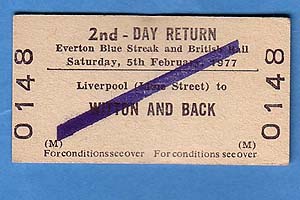 2nd - DAY RETURN
Everton Blue Streak and British Rail
Saturday, 5th February 1977
Liverpool (Lime Street) to
WITTON AND BACK
(M) (M)
For conditions see over For conditions see over
0148
0148